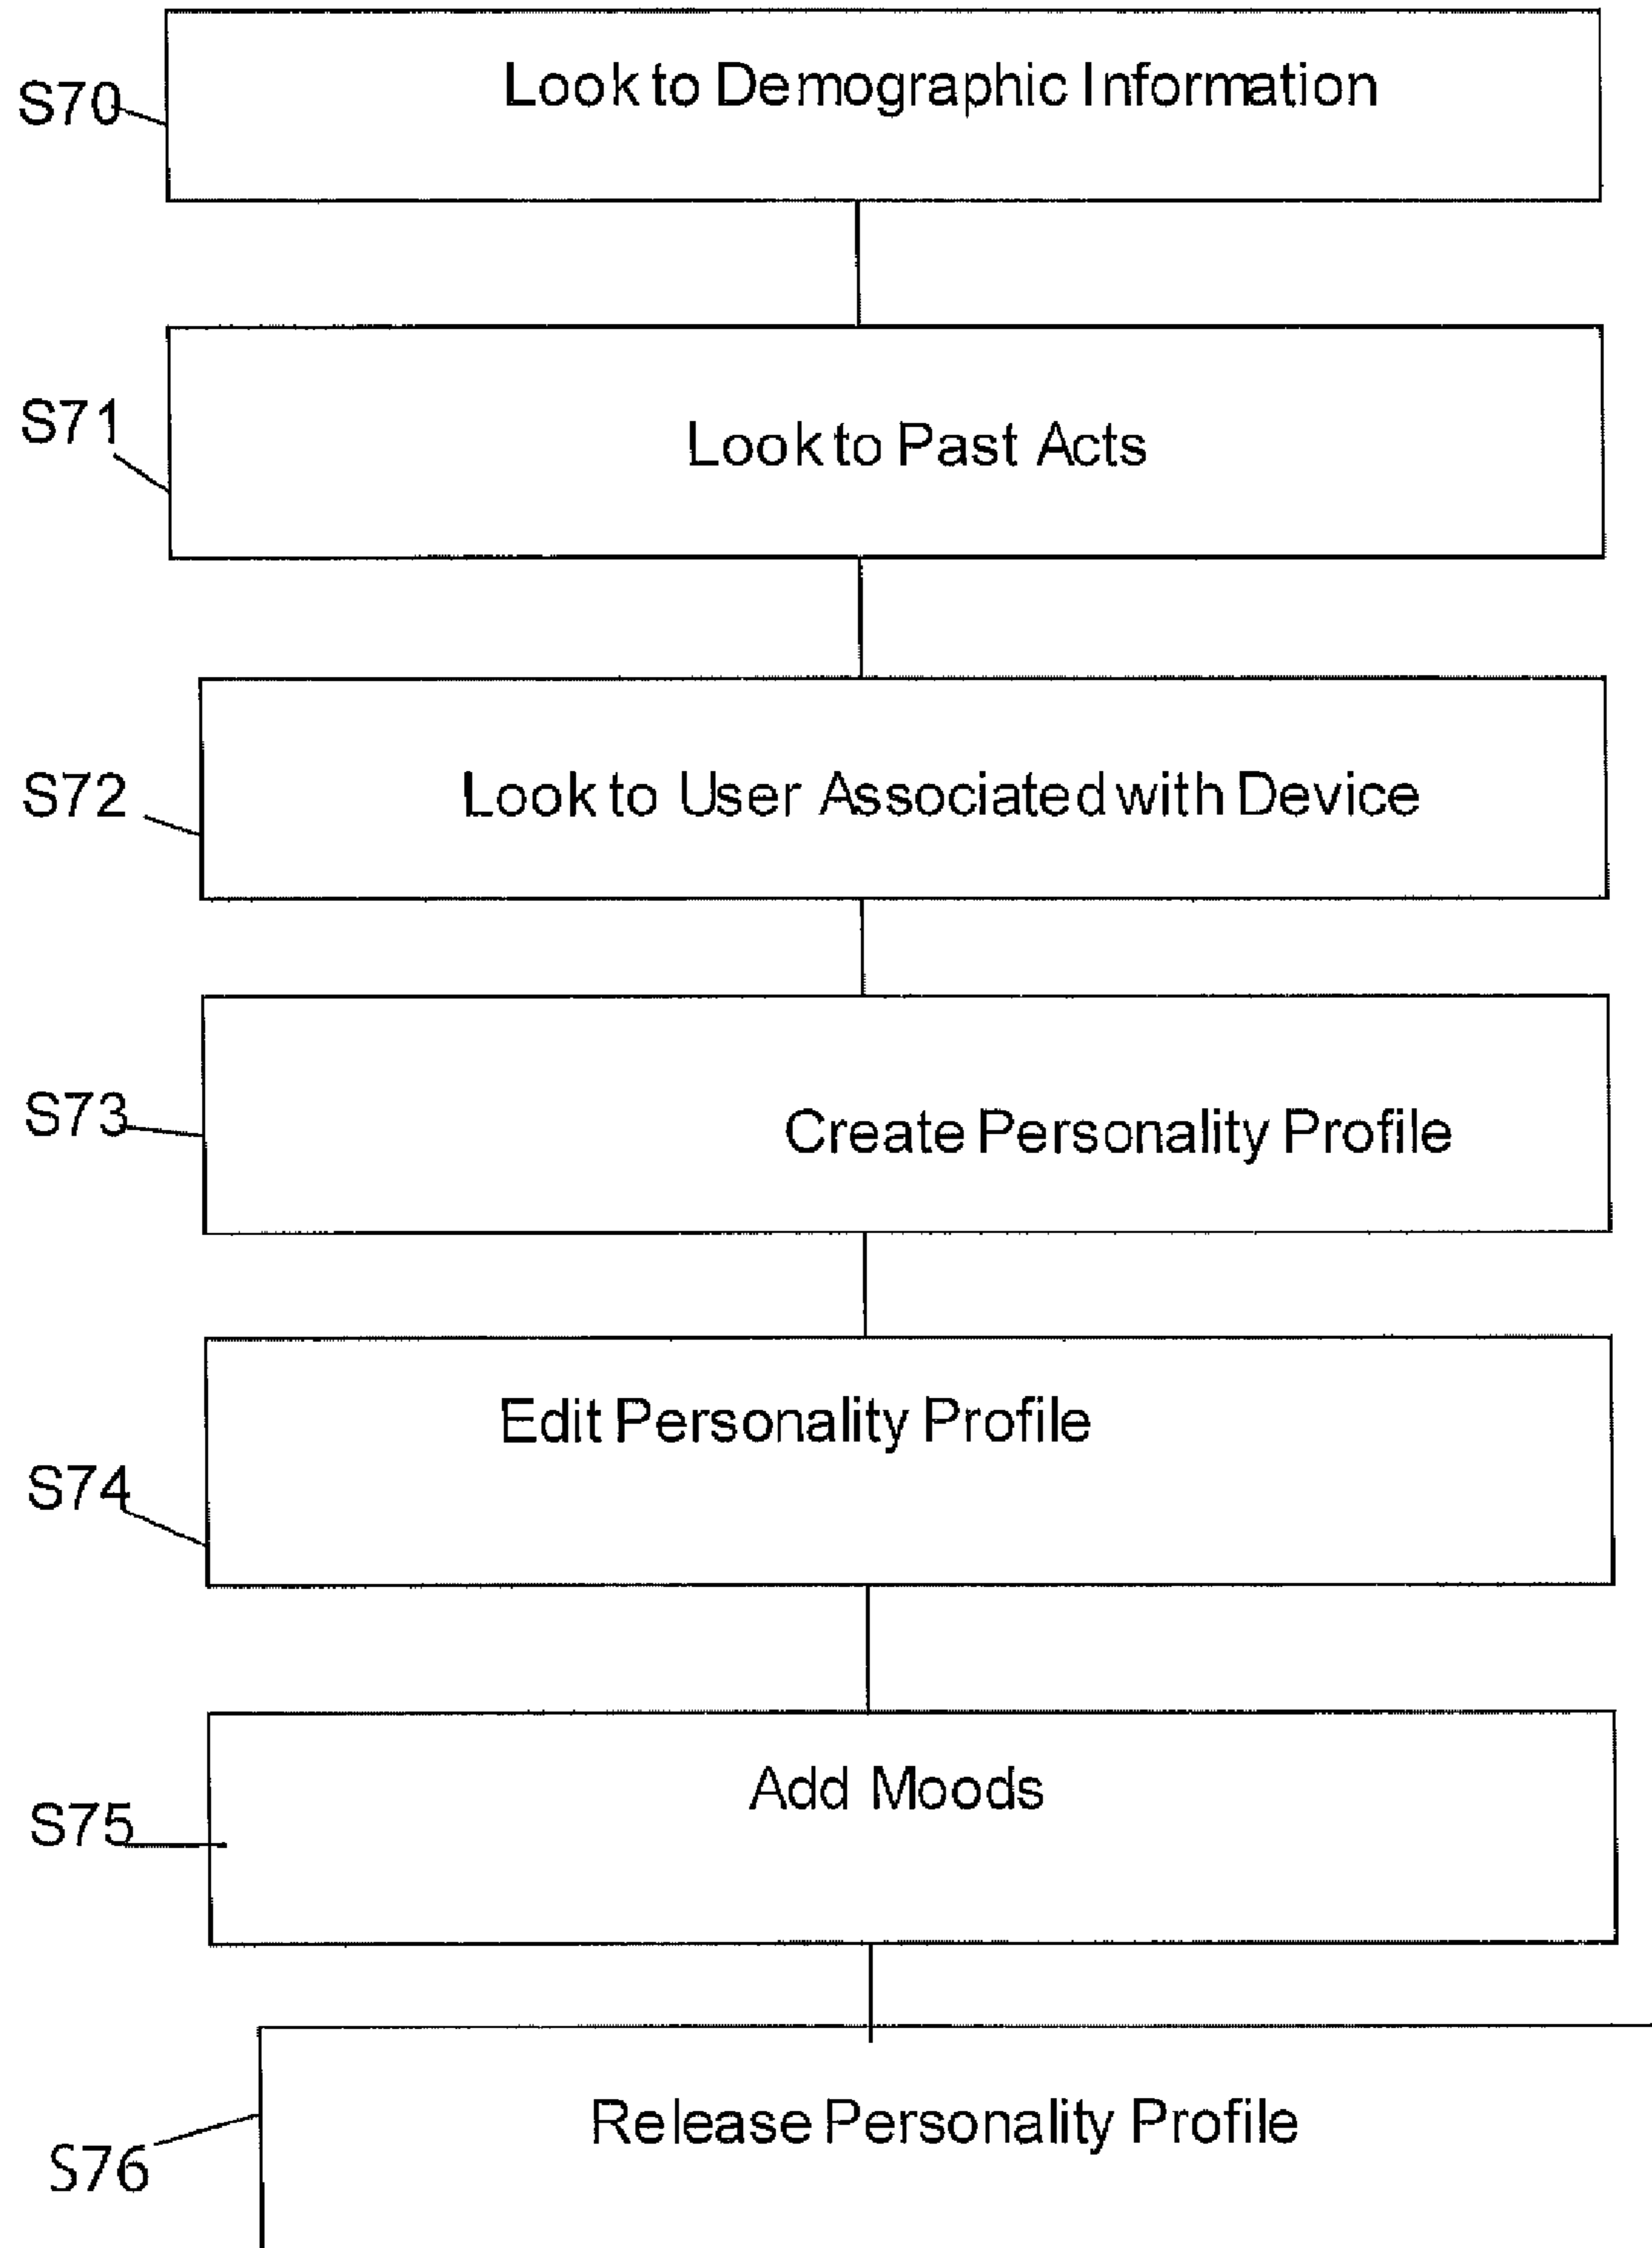 Look to Demographic Information
S70
Look to Past Acts
S71
Look to User Associated with Device
S72
Create Personality Profile
S73
Edit Personality Profile
S74
Add Moods
S75
Release Personality Profile
S76